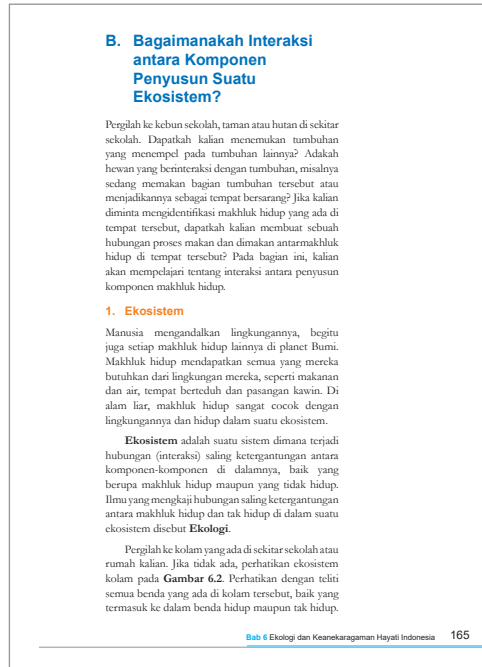 B. Bagaimanakah Interaksi
antara Komponen
Penyusun Suatu
Ekosistem?
Pergilah ke kebun sekolah, taman atau hutan di sekitar
sekolah. Dapatkah kalian menemukan tumbuhan
yang menempel pada tumbuhan lainnya? Adakah
hewan yang berinteraksi dengan tumbuhan, misalnya
sedang memakan bagian tumbuhan tersebut atau
menjadikannya sebagai tempat bersarang? Jika kalian
diminta mengidentifikasi makhluk hidup yang ada di
tempat tersebut, dapatkah kalian membuat sebuah
hubungan proses makan dan dimakan antarmakhluk
hidup di tempat tersebut? Pada bagian ini, kalian
akan mempelajari tentang interaksi antara penyusun
komponen makhluk hidup.
1. Ekosistem
Manusia mengandalkan lingkungannya, begitu
juga setiap makhluk hidup lainnya di planet Bumi.
Makhluk hidup mendapatkan semua yang mereka
butuhkan dari lingkungan mereka, seperti makanan
dan air, tempat berteduh dan pasangan kawin. Di
alam liar, makhluk hidup sangat cocok dengan
lingkungannya dan hidup dalam suatu ekosistem.
Ekosistem adalah suatu sistem dimana terjadi
hubungan (interaksi) saling ketergantungan antara
komponen-komponen di dalamnya, baik yang
berupa makhluk hidup maupun yang tidak hidup.
Ilmu yang mengkaji hubungan saling ketergantungan
antara makhluk hidup dan tak hidup di dalam suatu
ekosistem disebut Ekologi.
Pergilah ke kolam yang ada di sekitar sekolah atau
rumah kalian. Jika tidak ada, perhatikan ekosistem
kolam pada Gambar 6.2. Perhatikan dengan teliti
semua benda yang ada di kolam tersebut, baik yang
termasuk ke dalam benda hidup maupun tak hidup.
Bab 6 Ekologi dan Keanekaragaman Hayati Indonesia 165